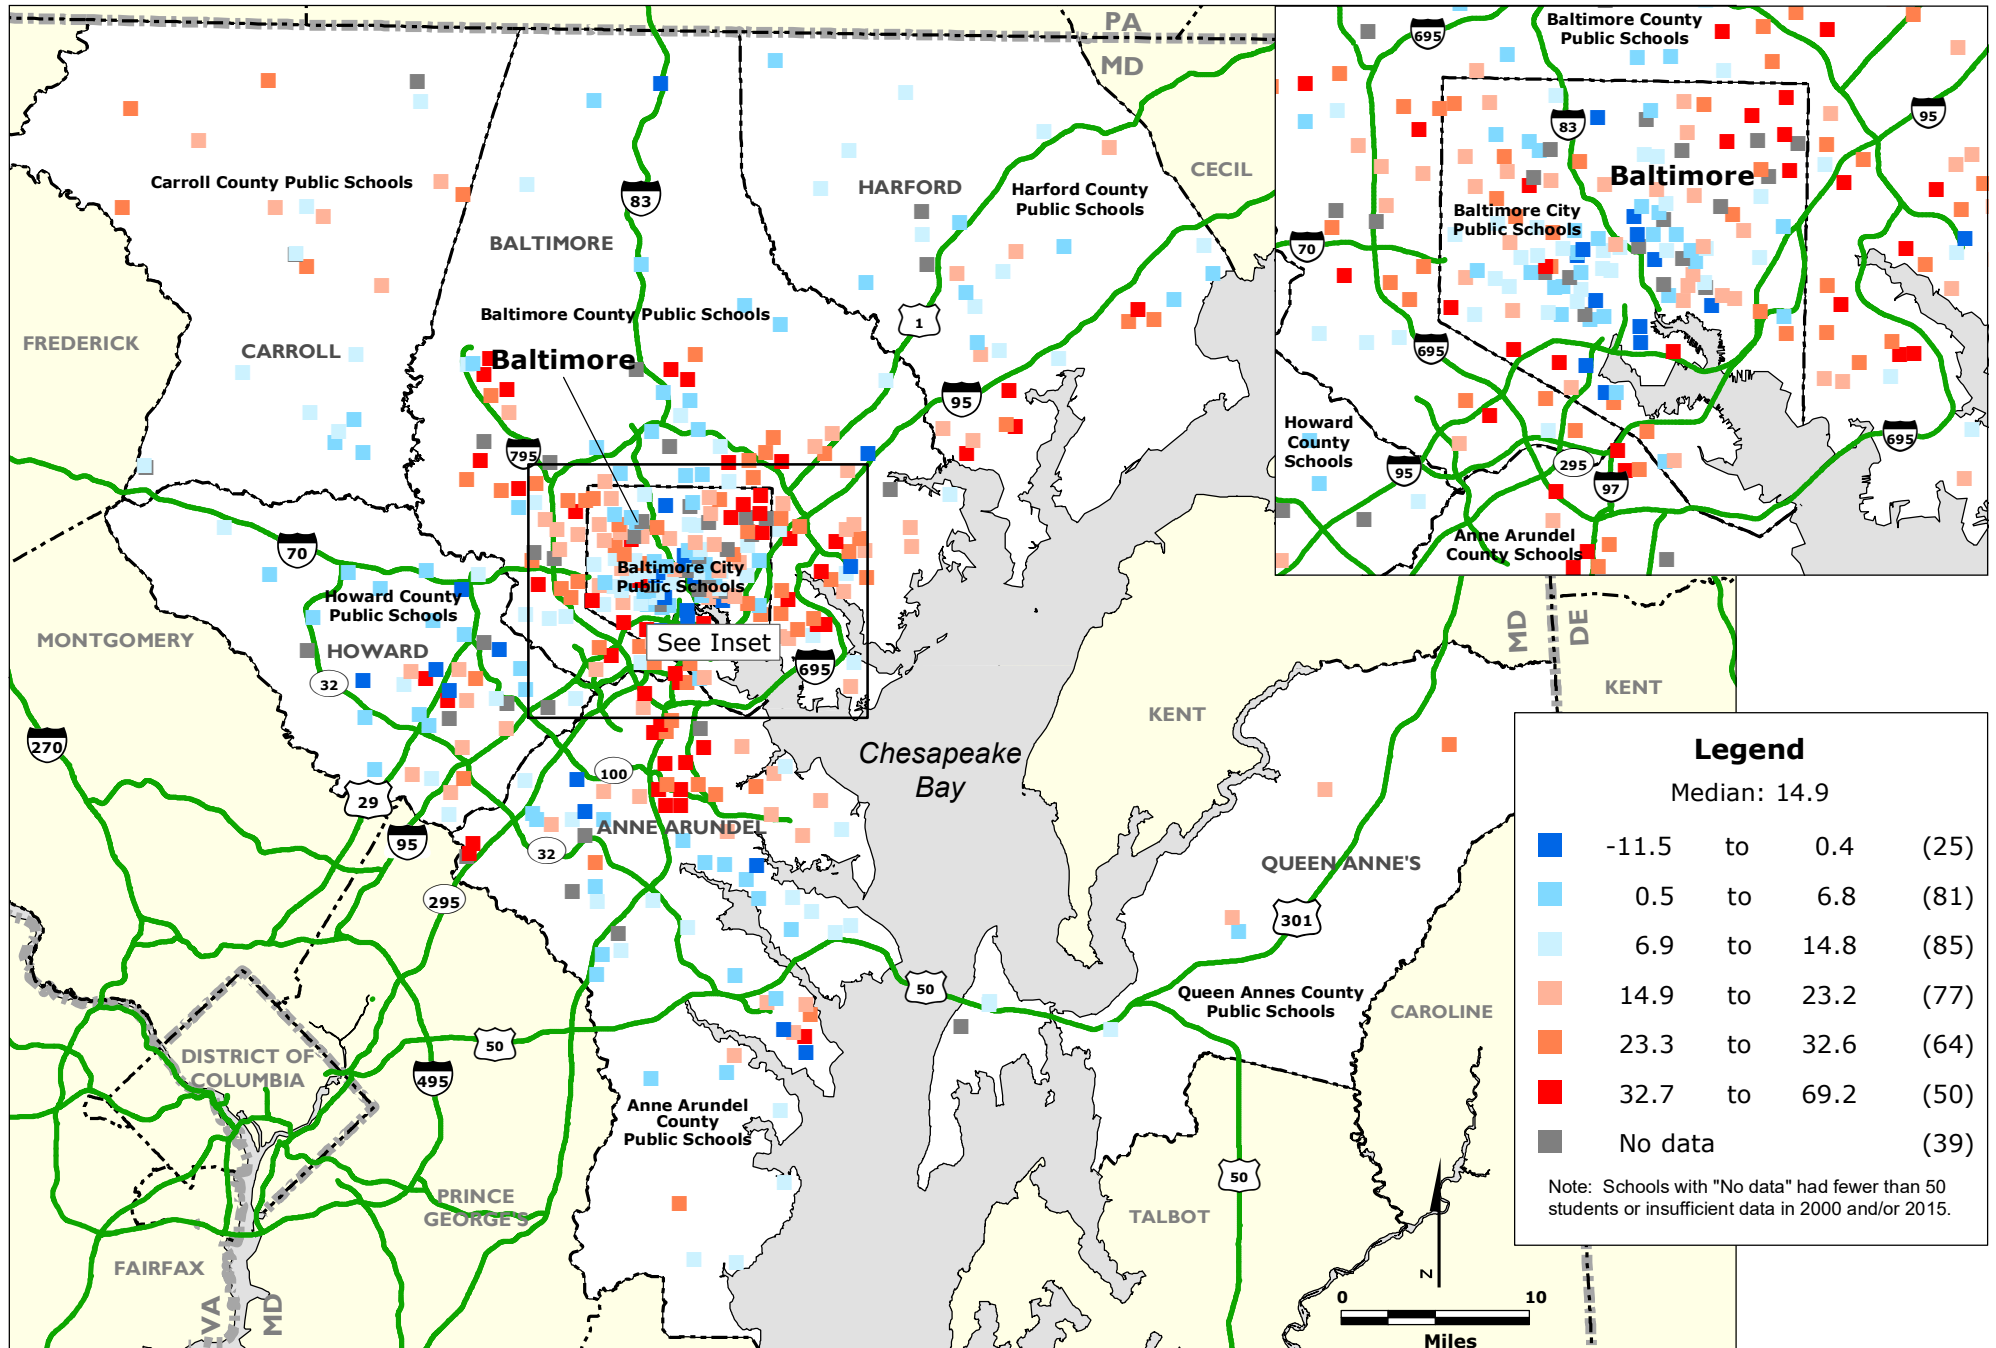 PA
MD
CECIL
Carroll County Public Schools
83
HARFORD
Harford County
Public Schools
BALTIMORE
Baltimore County Public Schools
1
FREDERICK
CARROLL
Baltimore
95
795
70
Baltimore City
Public Schools
Howard County
Public Schools
MONTGOMERY
HOWARD
See Inset
32
695
KENT
270
Chesapeake
Bay
100
29
ANNE ARUNDEL
95
32
QUEEN ANNE'S
295
301
50
Queen Annes County
Public Schools
CAROLINE
DISTRICT OF
COLUMBIA
50
495
Anne Arundel
County
Public Schools
50
PRINCE
GEORGE'S
TALBOT
FAIRFAX
VA
MD
N
0 10
Miles
MD
DE
KENT
Baltimore County
Public Schools
695
83
95
Baltimore
Baltimore City
Public Schools
70
695
Howard
County
Schools
695
95
295
97
Anne Arundel
County Schools
Legend
Median: 14.9
-11.5 to 0.4 (25)
0.5 to 6.8 (81)
6.9 to 14.8 (85)
14.9 to 23.2 (77)
23.3 to 32.6 (64)
32.7 to 69.2 (50)
No data (39)
Note: Schools with "No data" had fewer than 50
students or insufficient data in 2000 and/or 2015.